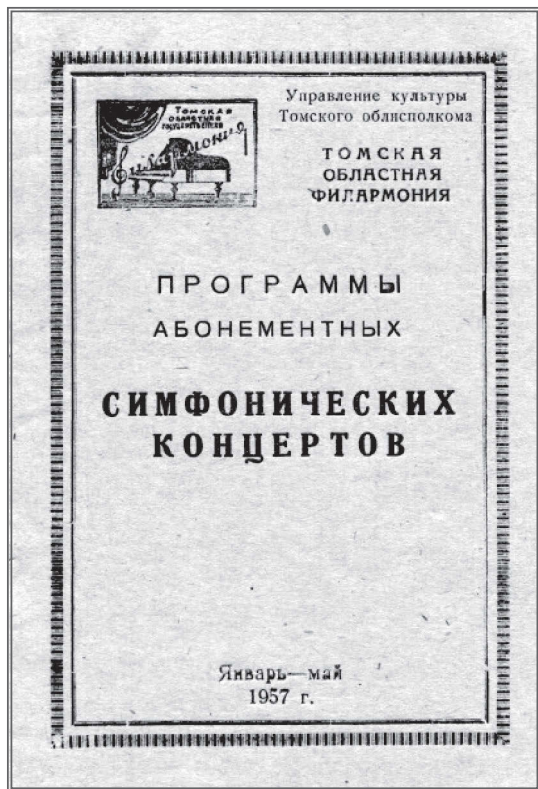 Томская
областная
государственная
филармония
Управление культуры
Томского облисполкома
ТОМСКАЯ
ОБЛАСТНАЯ
ФИЛАРМОНИЯ
ПРОГРАММЫ
АБОНЕМЕНТНЫХ
СИМФОНИЧЕСКИХ
КОНЦЕРТОВ
Январь—май
1957 г.